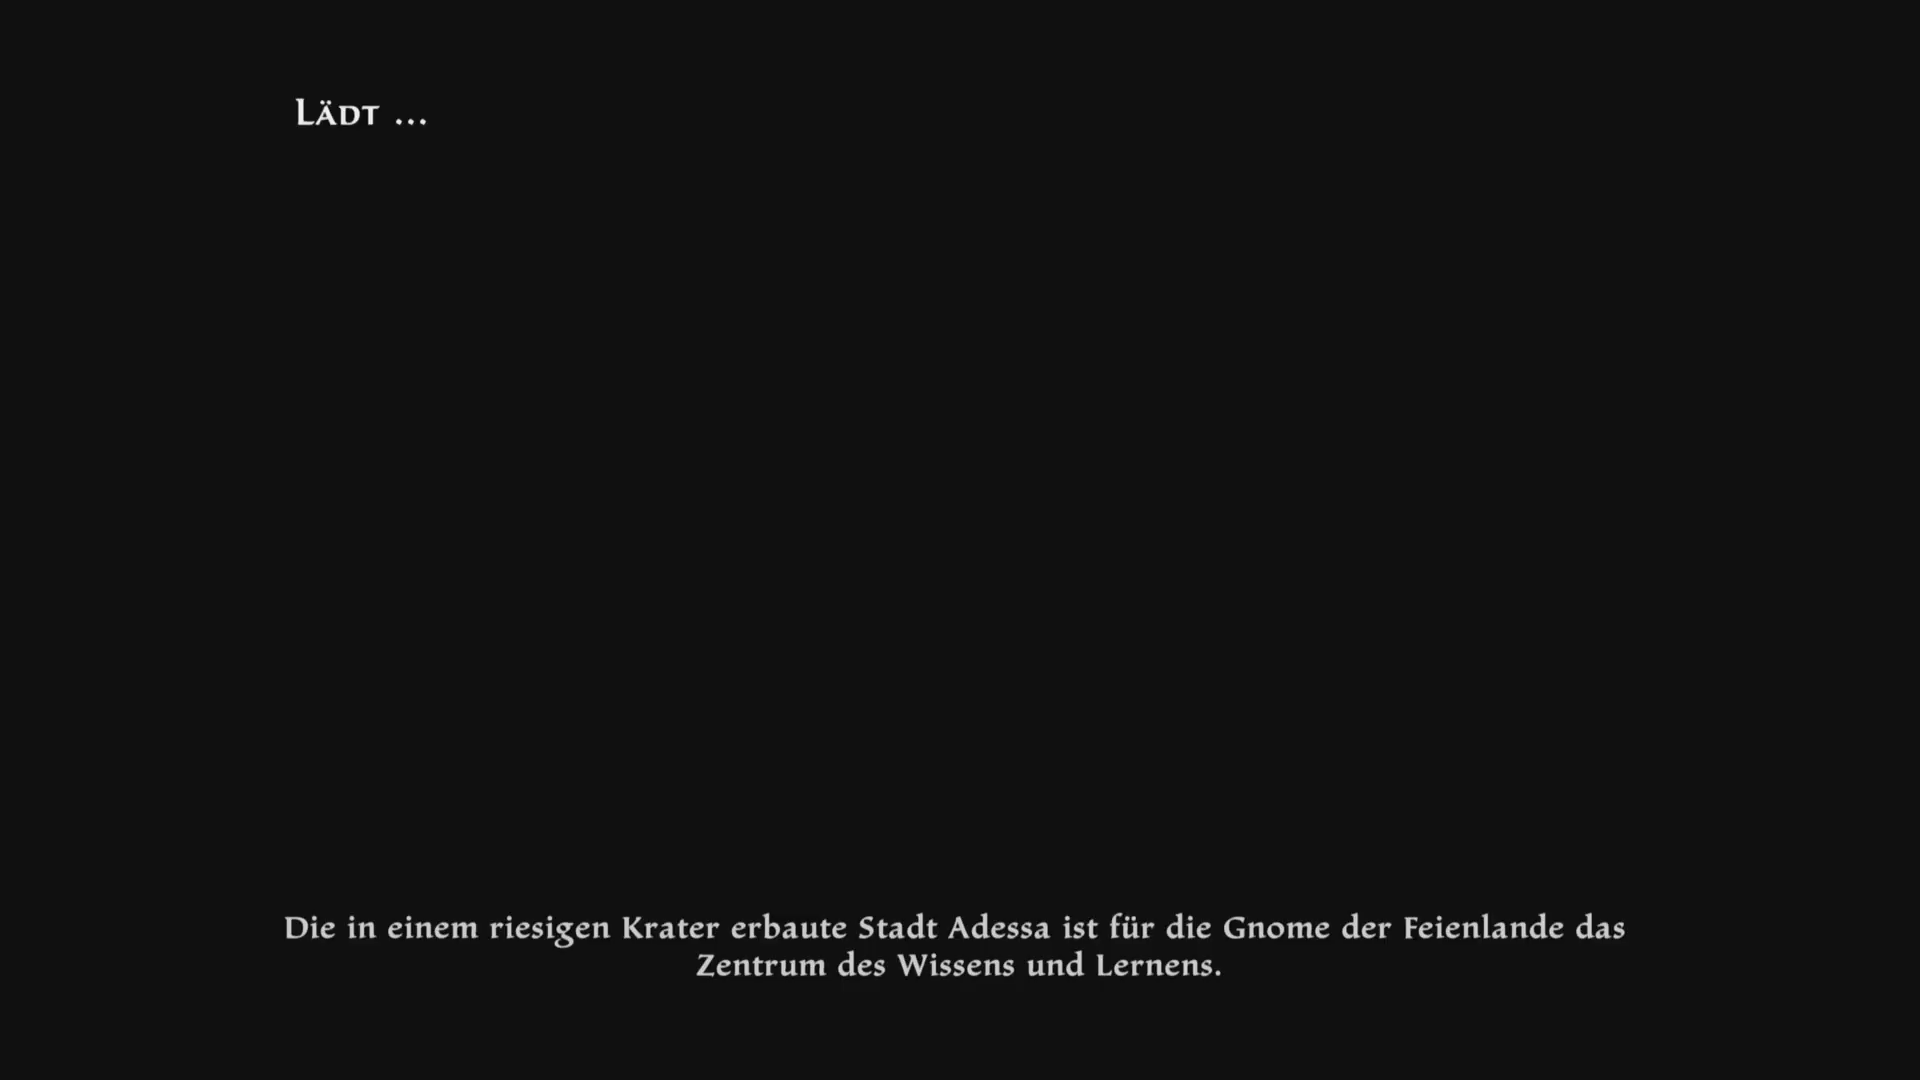 Lädt ...
Die in einem riesigen Krater erbaute Stadt Adessa ist für die Gnome der Feienlande das
Zentrum des Wissens und Lernens.